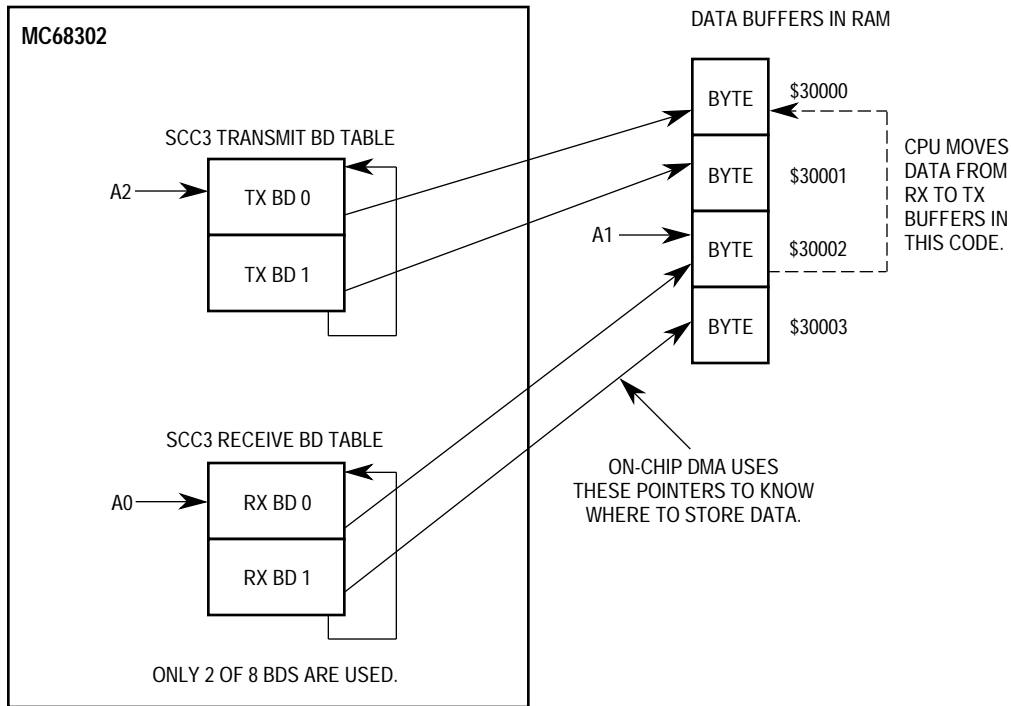 MC68302
DATA BUFFERS IN RAM
BYTE
$30000
SCC3 TRANSMIT BD TABLE
CPU MOVES
DATA FROM
RX TO TX
BUFFERS IN
THIS CODE.
A2
TX BD 0
BYTE
$30001
A1
TX BD 1
BYTE
$30002
BYTE
$30003
SCC3 RECEIVE BD TABLE
A0
RX BD 0
ON-CHIP DMA USES
THESE POINTERS TO KNOW
WHERE TO STORE DATA.
RX BD 1
ONLY 2 OF 8 BDS ARE USED.